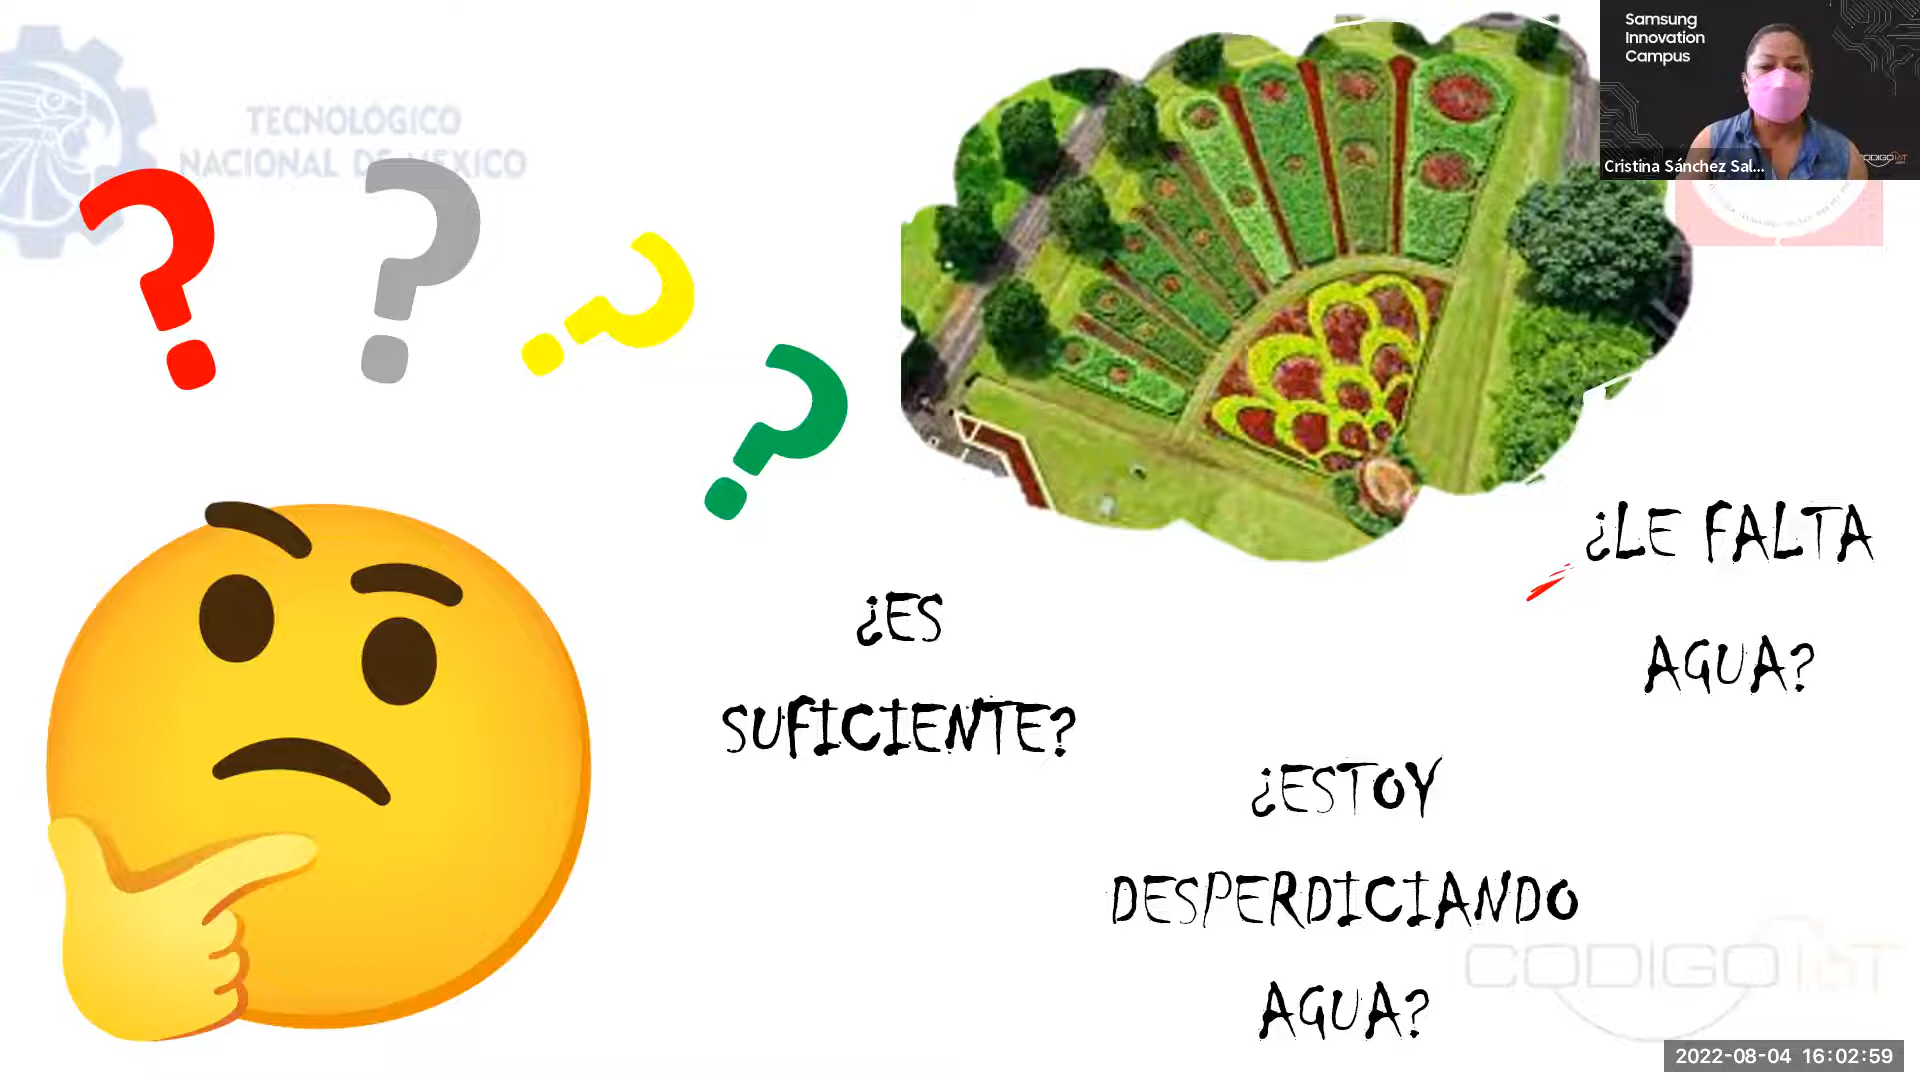 TECNOLÓGICO
NACIONAL DE MÉXICO
Samsung
Innovation
Campus
Cristina Sánchez Sal...
¿LE FALTA
AGUA?
¿ES
SUFICIENTE?
¿ESTOY
DESPERDICIANDO
AGUA?
CODIGO IOT
2022-08-04 16:02:59